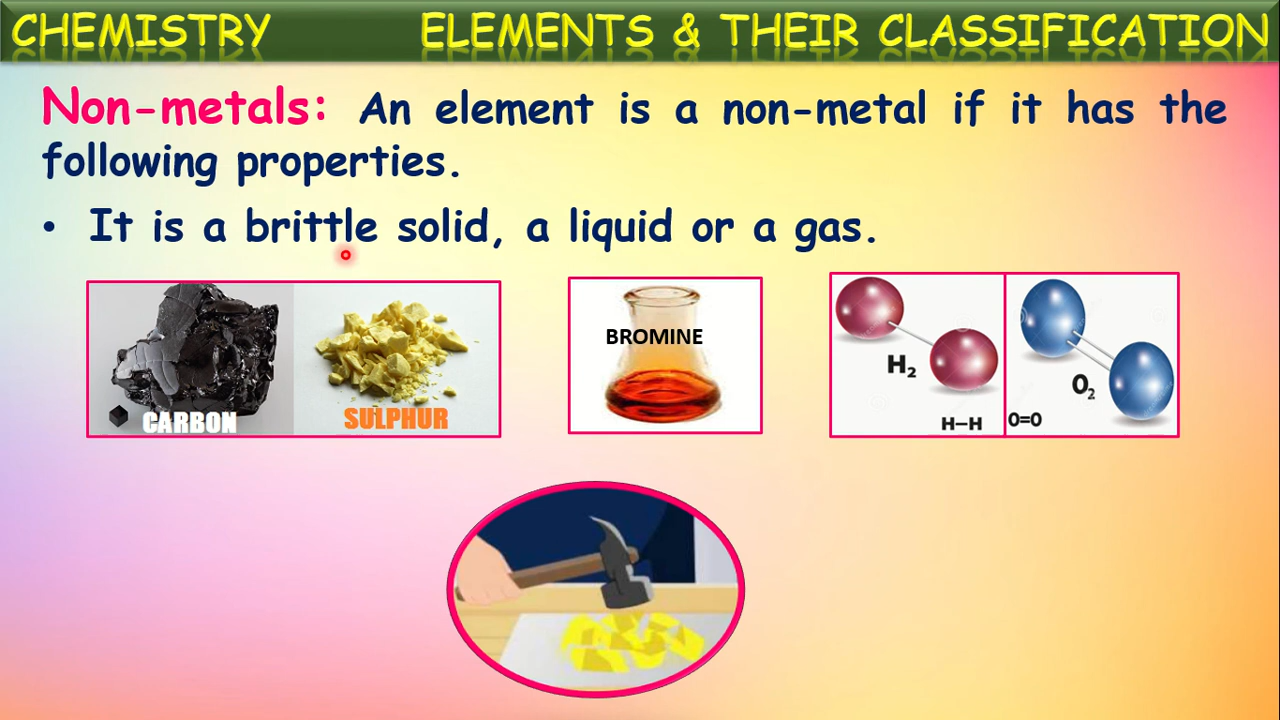 CHEMISTRY ELEMENTS & THEIR CLASSIFICATION
Non-metals: An element is a non-metal if it has the
following properties.
• It is a brittle solid, a liquid or a gas.
CARBON
SULPHUR
BROMINE
H₂
H–H
O₂
O=O